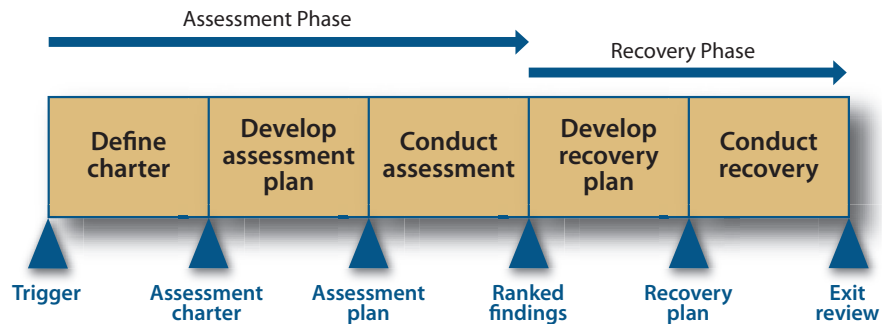 Assessment Phase
Recovery Phase
Define
charter
Develop
assessment
plan
Conduct
assessment
Develop
recovery
plan
Conduct
recovery
Trigger
Assessment
charter
Assessment
plan
Ranked
findings
Recovery
plan
Exit
review